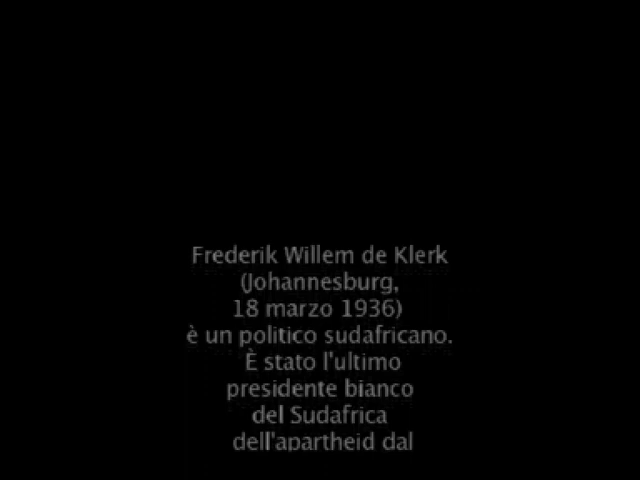 Frederik Willem de Klerk
(Johannesburg,
18 marzo 1936)
è un politico sudafricano.
È stato l'ultimo
presidente bianco
del Sudafrica
dell'apartheid dal